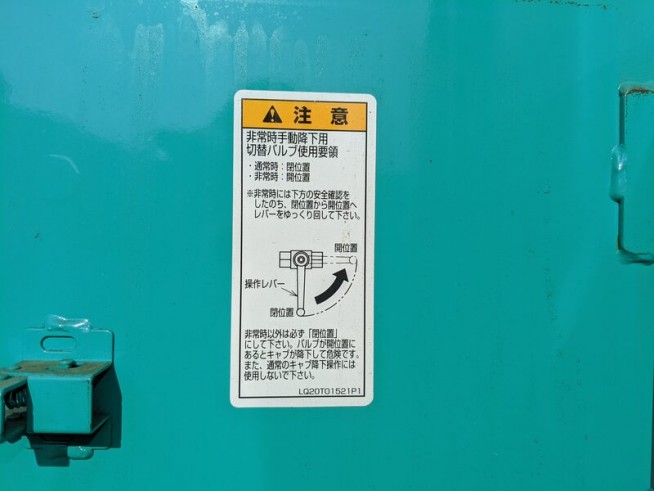 注意
非常時手動降下用
切替バルブ使用要領
・通常時：閉位置
・非常時：開位置
※非常時には下方の安全確認を
したのち、閉位置から開位置へ
レバーをゆっくり回して下さい。
開位置
操作レバー
閉位置
非常時以外は必ず「閉位置」
にして下さい。バルブが開位置に
あるとキャブが降下して危険です。
また、通常のキャブ降下操作には
使用しないで下さい。
LQ20T01521P1